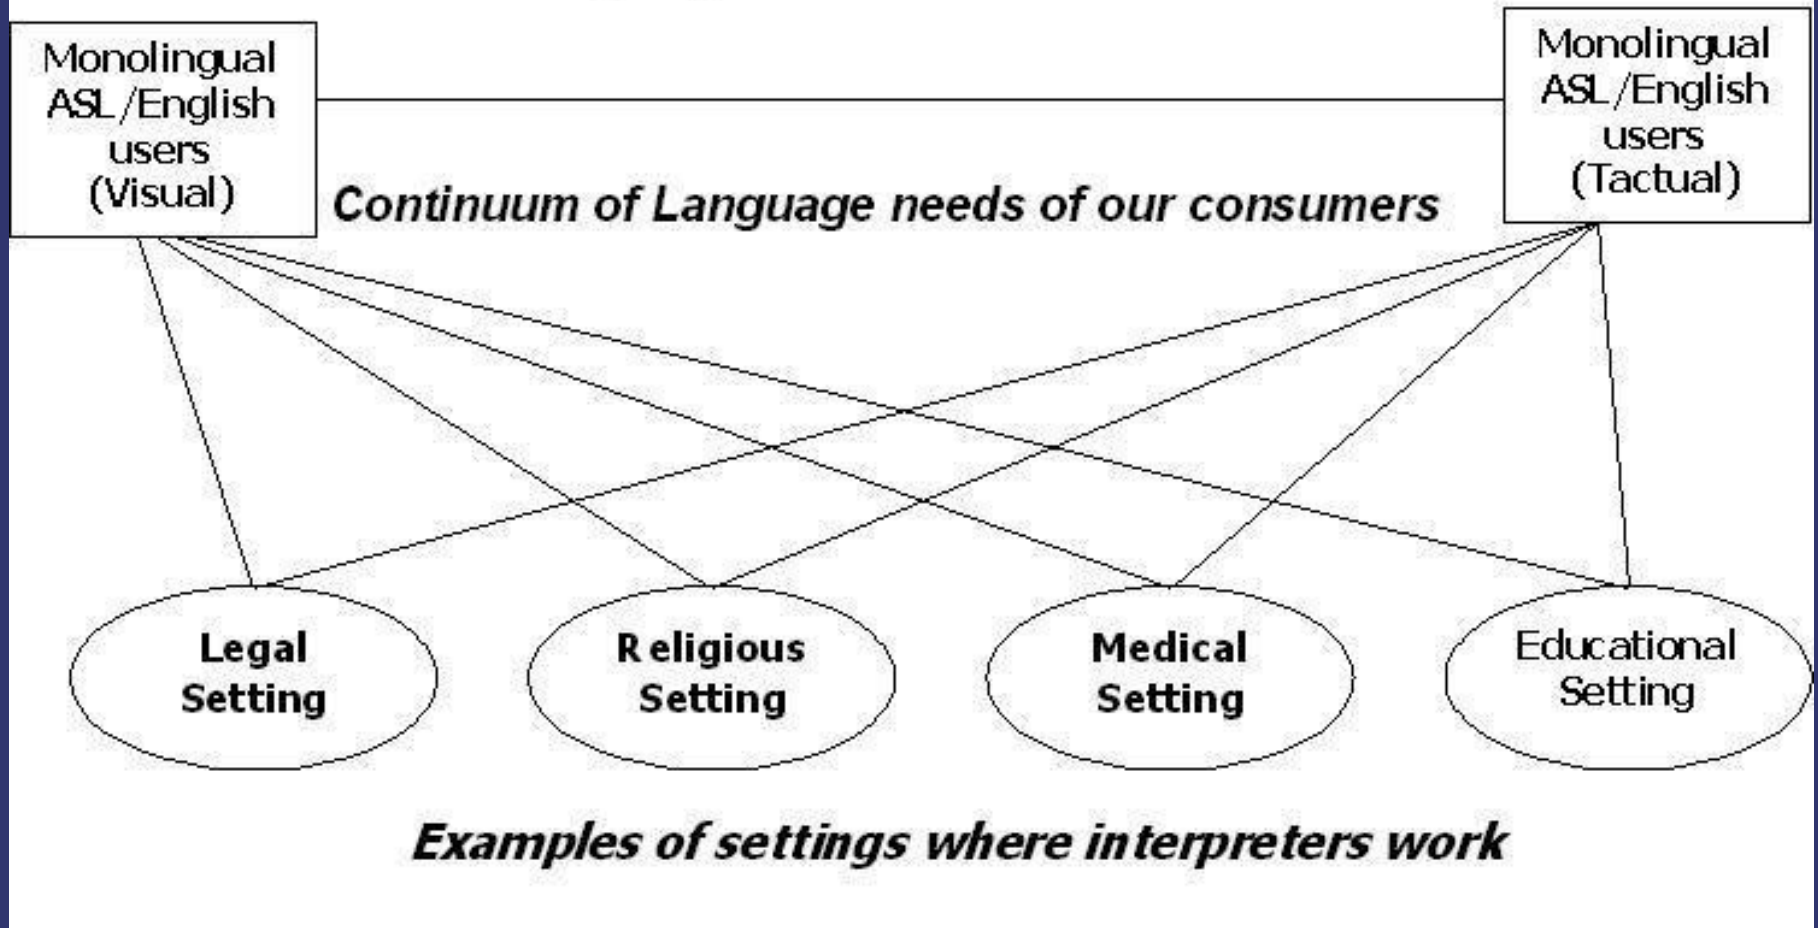 Monolingual
ASL/English
users
(Visual)
Monolingual
ASL/English
users
(Tactual)
Continuum of Language needs of our consumers
Legal
Setting
Religious
Setting
Medical
Setting
Educational
Setting
Examples of settings where interpreters work